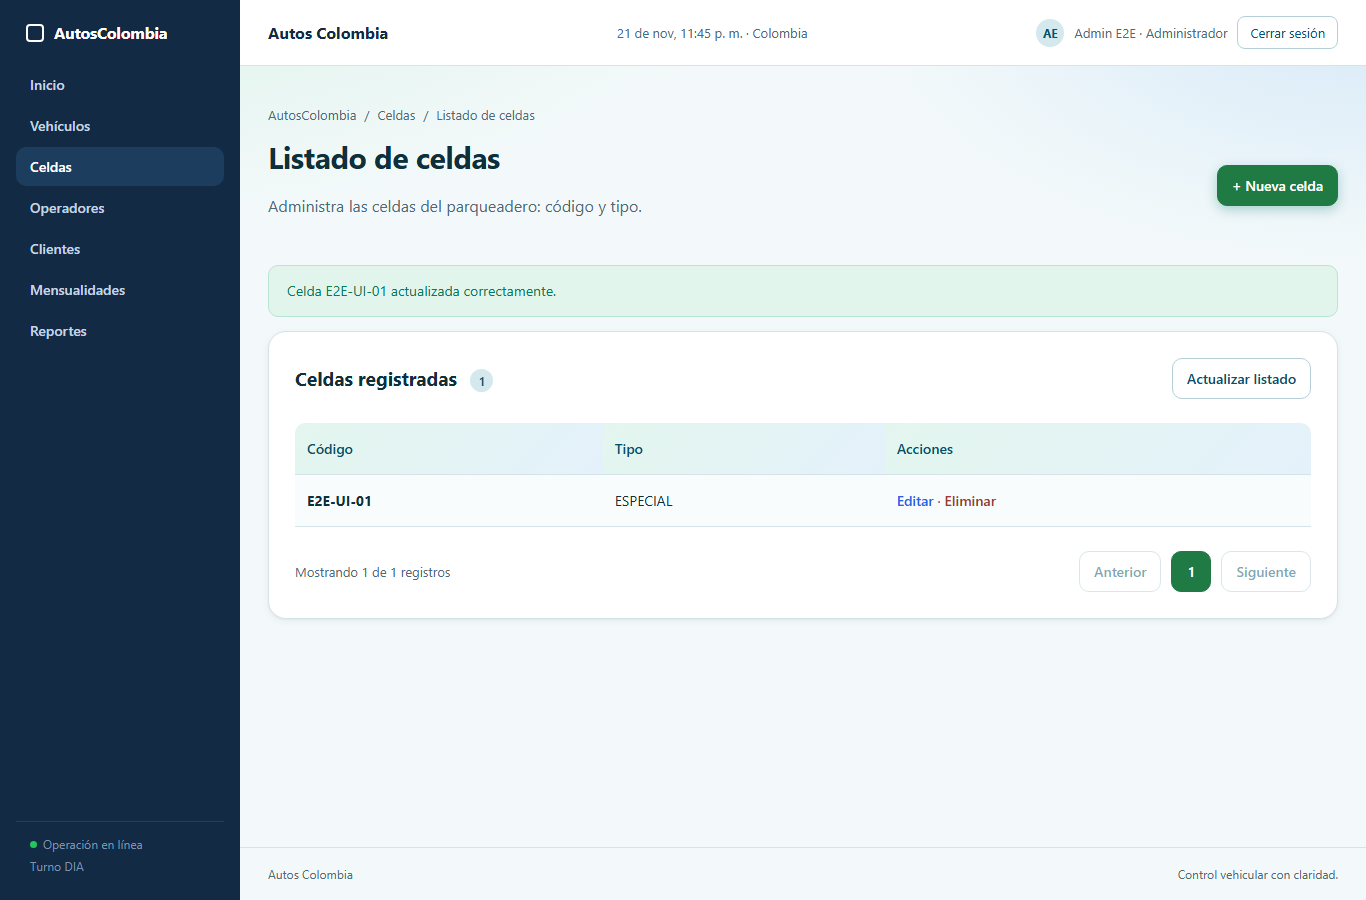 AutosColombia
Inicio
Vehículos
Celdas
Operadores
Clientes
Mensualidades
Reportes
Operación en línea
Turno DIA
Autos Colombia
21 de nov, 11:45 p. m. · Colombia
AE
Admin E2E · Administrador
Cerrar sesión
AutosColombia / Celdas / Listado de celdas
Listado de celdas
Administra las celdas del parqueadero: código y tipo.
+ Nueva celda
Celda E2E-UI-01 actualizada correctamente.
Celdas registradas 1
Actualizar listado
Código Tipo Acciones
E2E-UI-01 ESPECIAL Editar · Eliminar
Mostrando 1 de 1 registros
Anterior 1 Siguiente
Autos Colombia
Control vehicular con claridad.